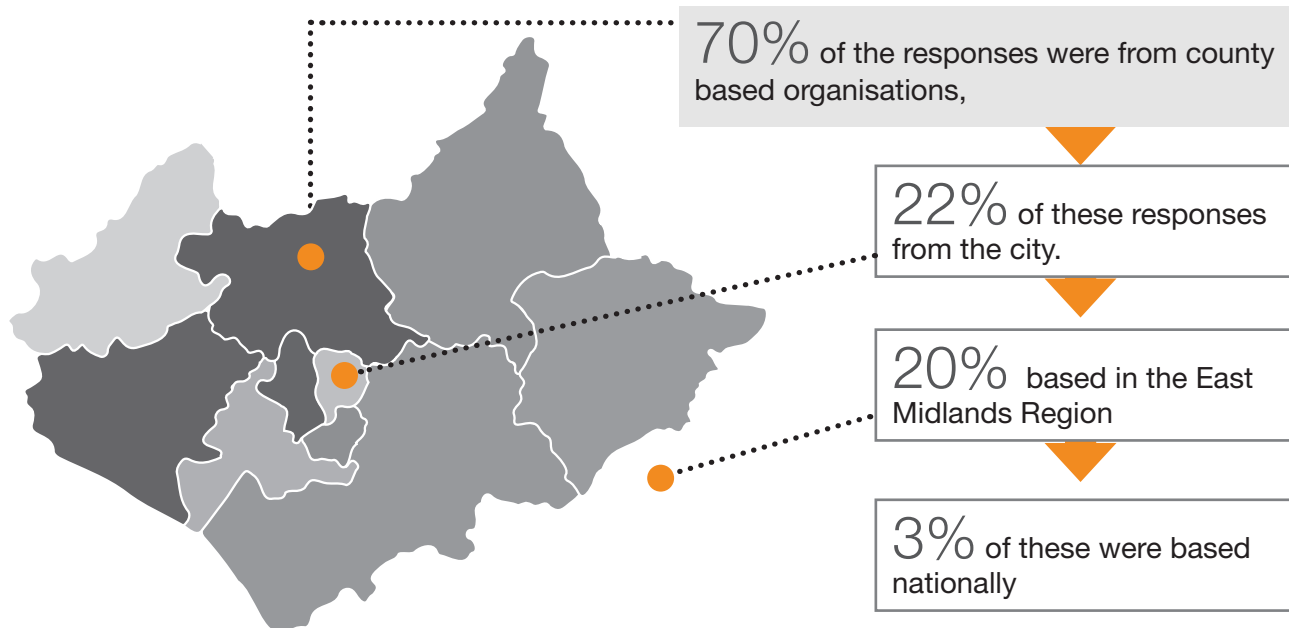 70% of the responses were from county
based organisations,
22% of these responses
from the city.
20% based in the East
Midlands Region
3% of these were based
nationally